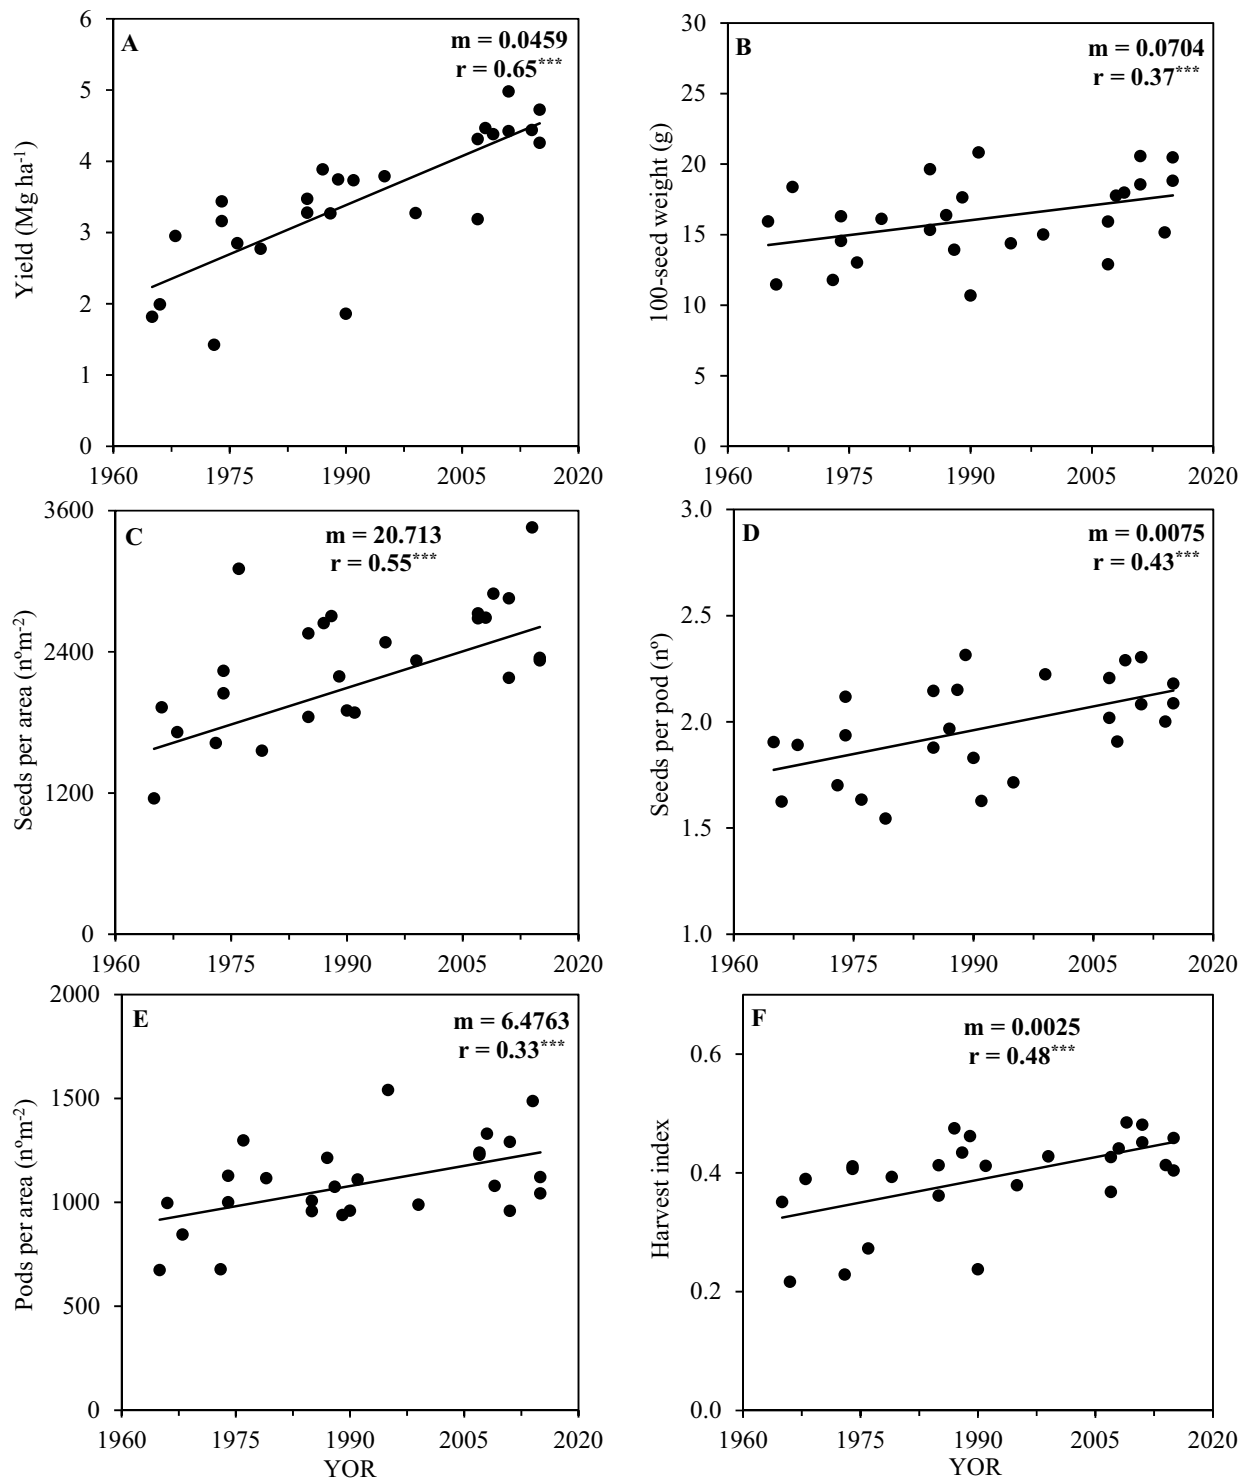 A
m = 0.0459
r = 0.65***
Yield (Mg ha-1)
6
5
4
3
2
1
0
1960 1975 1990 2005 2020
B
m = 0.0704
r = 0.37***
100-seed weight (g)
30
25
20
15
10
5
0
1960 1975 1990 2005 2020
C
m = 20.713
r = 0.55***
Seeds per area (nºm-2)
3600
2400
1200
0
1960 1975 1990 2005 2020
D
m = 0.0075
r = 0.43***
Seeds per pod (nº)
3.0
2.5
2.0
1.5
1.0
1960 1975 1990 2005 2020
E
m = 6.4763
r = 0.33***
Pods per area (nºm-2)
2000
1500
1000
500
0
1960 1975 1990 2005 2020
YOR
F
m = 0.0025
r = 0.48***
Harvest index
0.6
0.4
0.2
0.0
1960 1975 1990 2005 2020
YOR